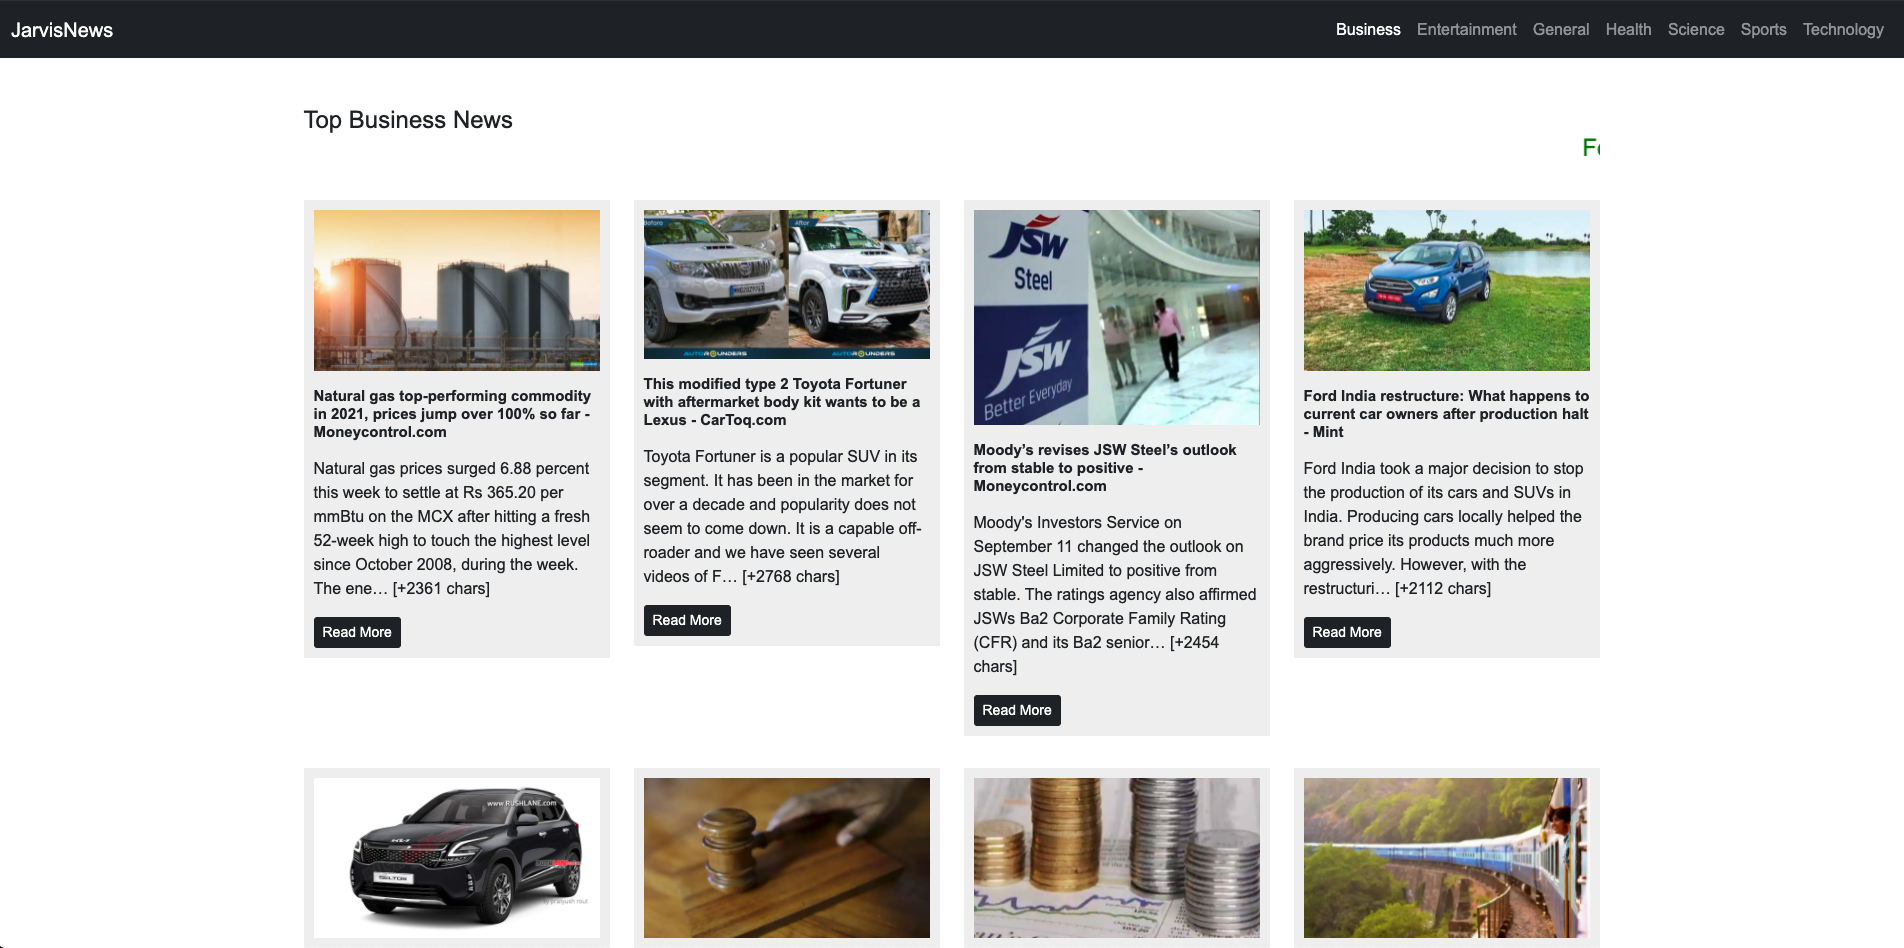 JarvisNews
Business Entertainment General Health Science Sports Technology
Top Business News
Natural gas top-performing commodity
in 2021, prices jump over 100% so far -
Moneycontrol.com
Natural gas prices surged 6.88 percent
this week to settle at Rs 365.20 per
mmBtu on the MCX after hitting a fresh
52-week high to touch the highest level
since October 2008, during the week.
The ene… [+2361 chars]
Read More
After
AUTOROUNDERS
AUTOROUNDERS
This modified type 2 Toyota Fortuner
with aftermarket body kit wants to be a
Lexus - CarToq.com
Toyota Fortuner is a popular SUV in its
segment. It has been in the market for
over a decade and popularity does not
seem to come down. It is a capable off-
roader and we have seen several
videos of F… [+2768 chars]
Read More
JSW
Steel
JSW
Better Everyday
Moody’s revises JSW Steel’s outlook
from stable to positive -
Moneycontrol.com
Moody's Investors Service on
September 11 changed the outlook on
JSW Steel Limited to positive from
stable. The ratings agency also affirmed
JSWs Ba2 Corporate Family Rating
(CFR) and its Ba2 senior… [+2454
chars]
Read More
Ford India restructure: What happens to
current car owners after production halt
- Mint
Ford India took a major decision to stop
the production of its cars and SUVs in
India. Producing cars locally helped the
brand price its products much more
aggressively. However, with the
restructuri… [+2112 chars]
Read More
www.RUSHLANE.com
SELTOS